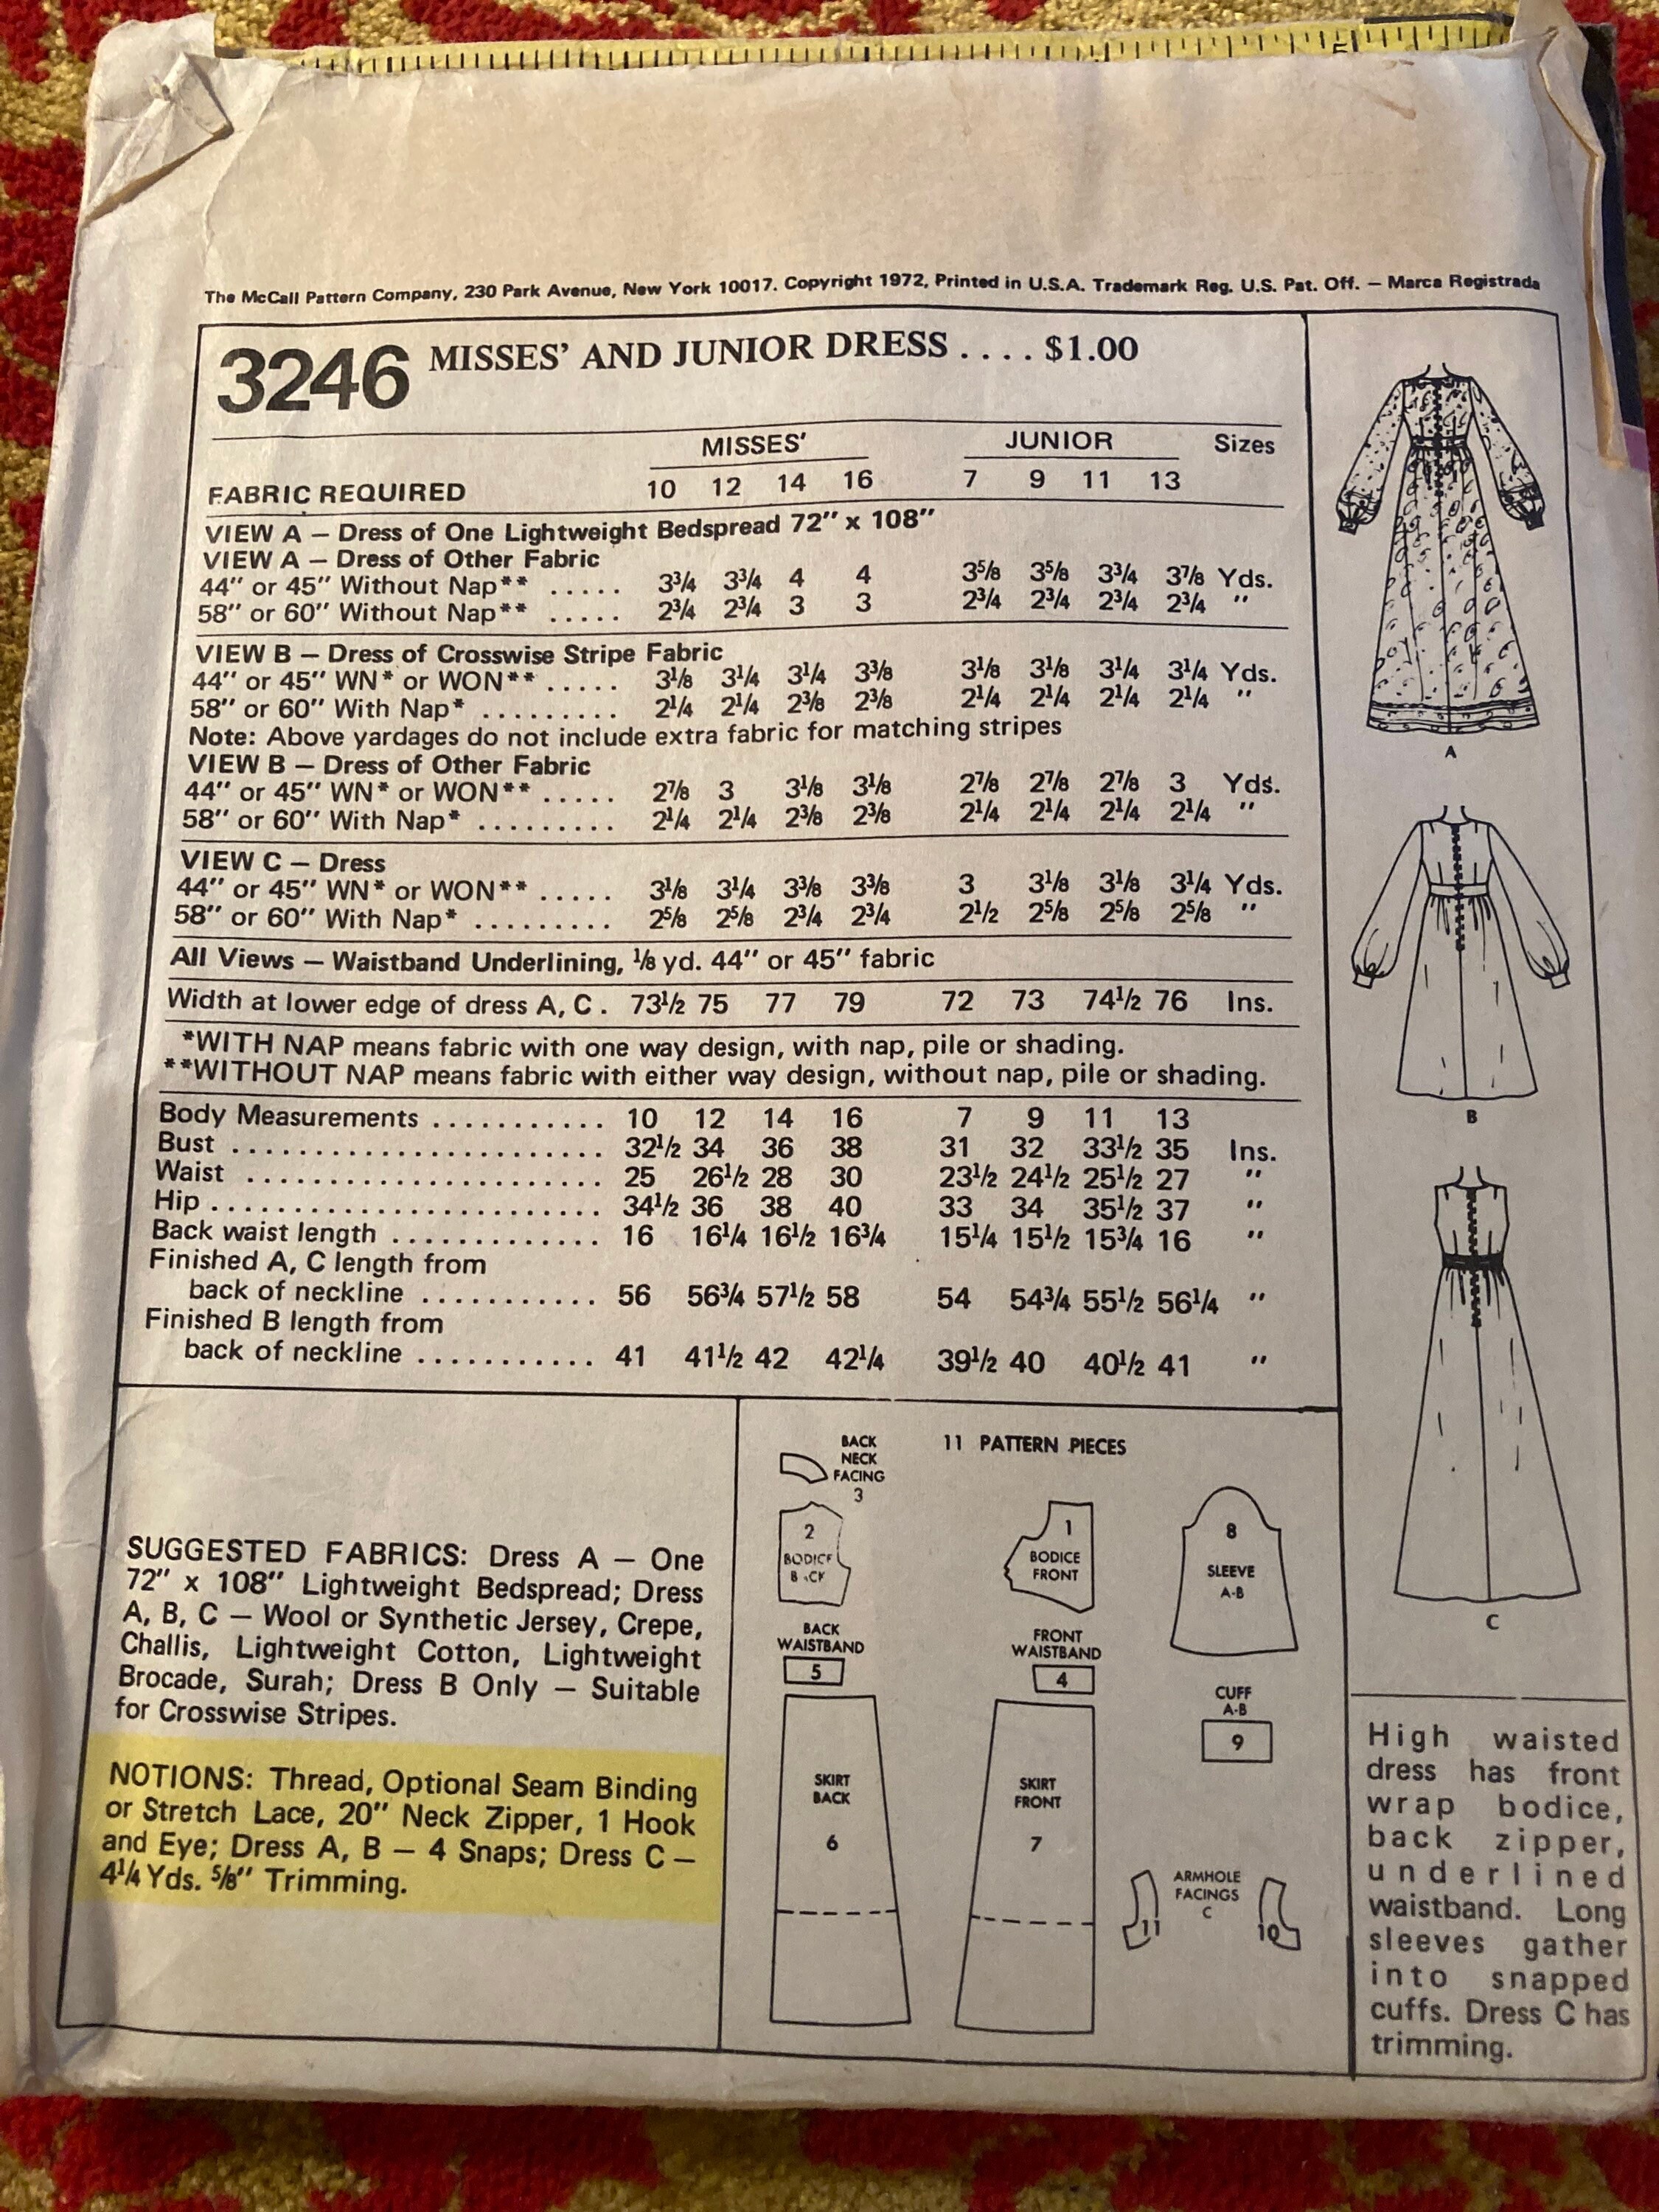 The McCall Pattern Company, 230 Park Avenue, New York 10017. Copyright 1972, Printed in U.S.A. Trademark Reg. U.S. Pat. Off. — Marca Registrada
3246 MISSES' AND JUNIOR DRESS . . . . $1.00
MISSES' JUNIOR Sizes
FABRIC REQUIRED 10 12 14 16 7 9 11 13
VIEW A — Dress of One Lightweight Bedspread 72" x 108"
VIEW A — Dress of Other Fabric
44" or 45" Without Nap** . . . . . 3¾ 3¾ 4 4 3⅝ 3⅝ 3¾ 3⅞ Yds.
58" or 60" Without Nap** . . . . . 2¾ 2¾ 3 3 2¾ 2¾ 2¾ 2¾ "
VIEW B — Dress of Crosswise Stripe Fabric
44" or 45" WN* or WON** . . . . . 3⅛ 3¼ 3¼ 3⅜ 3⅛ 3⅛ 3¼ 3¼ Yds.
58" or 60" With Nap* . . . . . . . . . 2¼ 2¼ 2⅜ 2⅜ 2¼ 2¼ 2¼ 2¼ "
Note: Above yardages do not include extra fabric for matching stripes
VIEW B — Dress of Other Fabric
44" or 45" WN* or WON** . . . . . 2⅞ 3 3⅛ 3⅛ 2⅞ 2⅞ 2⅞ 3 Yds.
58" or 60" With Nap* . . . . . . . . . 2¼ 2¼ 2⅜ 2⅜ 2¼ 2¼ 2¼ 2¼ "
VIEW C — Dress
44" or 45" WN* or WON** . . . . . 3⅛ 3¼ 3⅜ 3⅜ 3 3⅛ 3⅛ 3¼ Yds.
58" or 60" With Nap* . . . . . . . . . 2⅝ 2⅝ 2¾ 2¾ 2½ 2⅝ 2⅝ 2⅝ "
All Views — Waistband Underlining, ⅛ yd. 44" or 45" fabric
Width at lower edge of dress A, C . 73½ 75 77 79 72 73 74½ 76 Ins.
*WITH NAP means fabric with one way design, with nap, pile or shading.
**WITHOUT NAP means fabric with either way design, without nap, pile or shading.
Body Measurements . . . . . . . . . . . 10 12 14 16 7 9 11 13
Bust . . . . . . . . . . . . . . . . . . . . . . . . 32½ 34 36 38 31 32 33½ 35 Ins.
Waist . . . . . . . . . . . . . . . . . . . . . . . 25 26½ 28 30 23½ 24½ 25½ 27 "
Hip . . . . . . . . . . . . . . . . . . . . . . . . . 34½ 36 38 40 33 34 35½ 37 "
Back waist length . . . . . . . . . . . . . 16 16¼ 16½ 16¾ 15¼ 15½ 15¾ 16 "
Finished A, C length from
back of neckline . . . . . . . . . . . 56 56¾ 57½ 58 54 54¾ 55½ 56¼ "
Finished B length from
back of neckline . . . . . . . . . . . 41 41½ 42 42¼ 39½ 40 40½ 41 "
A
B
C
SUGGESTED FABRICS: Dress A — One
72" x 108" Lightweight Bedspread; Dress
A, B, C — Wool or Synthetic Jersey, Crepe,
Challis, Lightweight Cotton, Lightweight
Brocade, Surah; Dress B Only — Suitable
for Crosswise Stripes.
NOTIONS: Thread, Optional Seam Binding
or Stretch Lace, 20" Neck Zipper, 1 Hook
and Eye; Dress A, B — 4 Snaps; Dress C —
4¼ Yds. ⅝" Trimming.
11 PATTERN PIECES
BACK
NECK
FACING
3
2
BODICE
BACK
1
BODICE
FRONT
8
SLEEVE
A-B
BACK
WAISTBAND
5
FRONT
WAISTBAND
4
CUFF
A-B
9
SKIRT
BACK
6
SKIRT
FRONT
7
ARMHOLE
FACINGS
C
11
10
High waisted
dress has front
wrap bodice,
back zipper,
underlined
waistband. Long
sleeves gather
into snapped
cuffs. Dress C has
trimming.